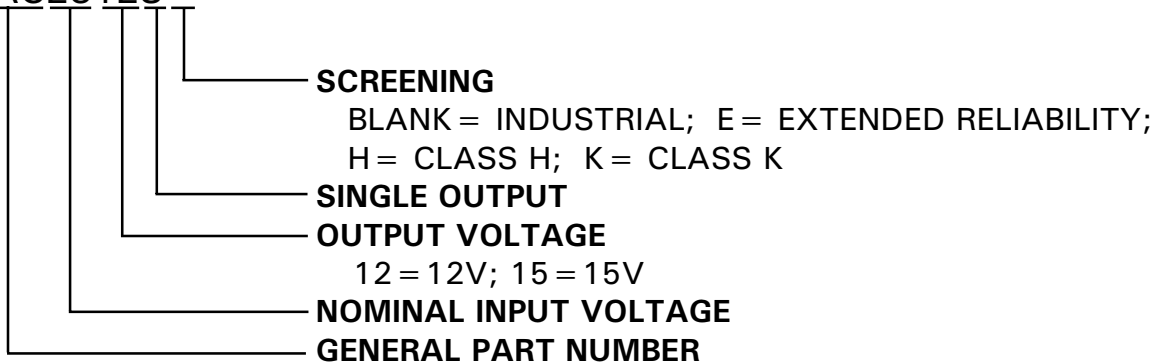 SCREENING
BLANK = INDUSTRIAL; E = EXTENDED RELIABILITY;
H = CLASS H; K = CLASS K
SINGLE OUTPUT
OUTPUT VOLTAGE
12 = 12V; 15 = 15V
NOMINAL INPUT VOLTAGE
GENERAL PART NUMBER